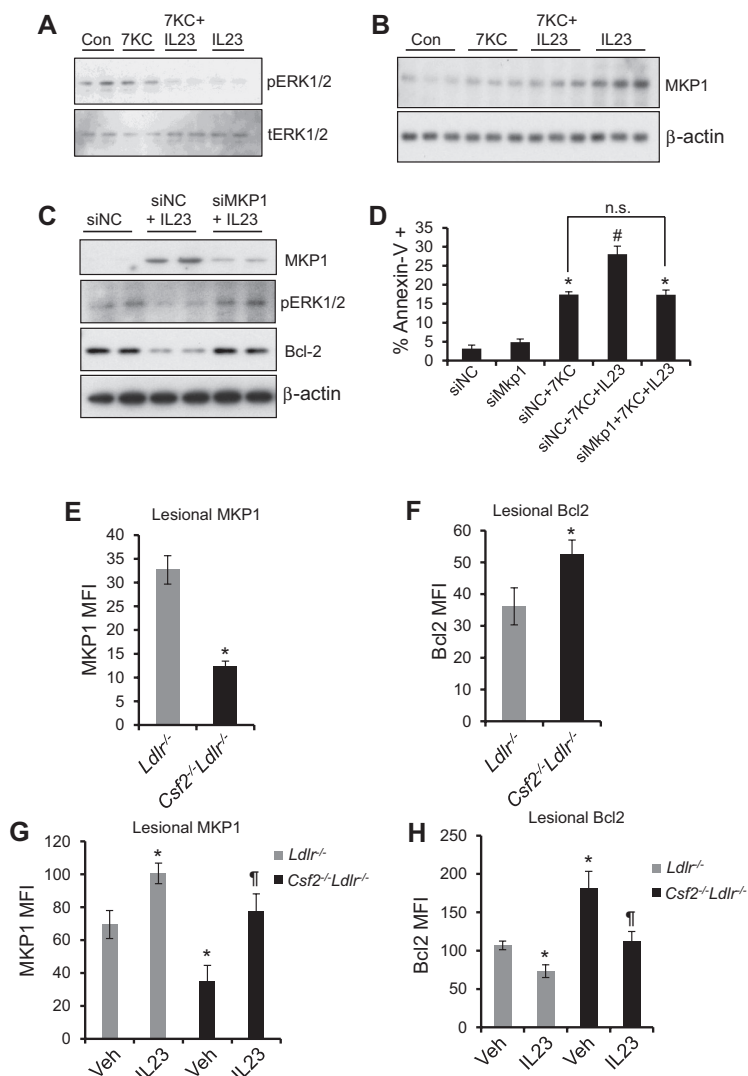 A
Con 7KC 7KC+ IL23 IL23
pERK1/2
tERK1/2
B
Con 7KC 7KC+ IL23 IL23
MKP1
β-actin
C
siNC siNC + IL23 siMKP1 + IL23
MKP1
pERK1/2
Bcl-2
β-actin
D
n.s.
% Annexin-V +
35
30
25
20
15
10
5
0
* # *
siNC siMkp1 siNC+7KC siNC+7KC+IL23 siMkp1+7KC+IL23
E
Lesional MKP1
MKP1 MFI
35
30
25
20
15
10
5
0
*
Ldlr-/- Csf2-/-Ldlr-/-
F
Lesional Bcl2
Bcl2 MFI
60
50
40
30
20
10
0
*
Ldlr-/- Csf2-/-Ldlr-/-
G
Lesional MKP1
MKP1 MFI
120
100
80
60
40
20
0
* * ¶
Ldlr-/-
Csf2-/-Ldlr-/-
Veh IL23 Veh IL23
H
Lesional Bcl2
Bcl2 MFI
250
200
150
100
50
0
* * ¶
Ldlr-/-
Csf2-/-Ldlr-/-
Veh IL23 Veh IL23